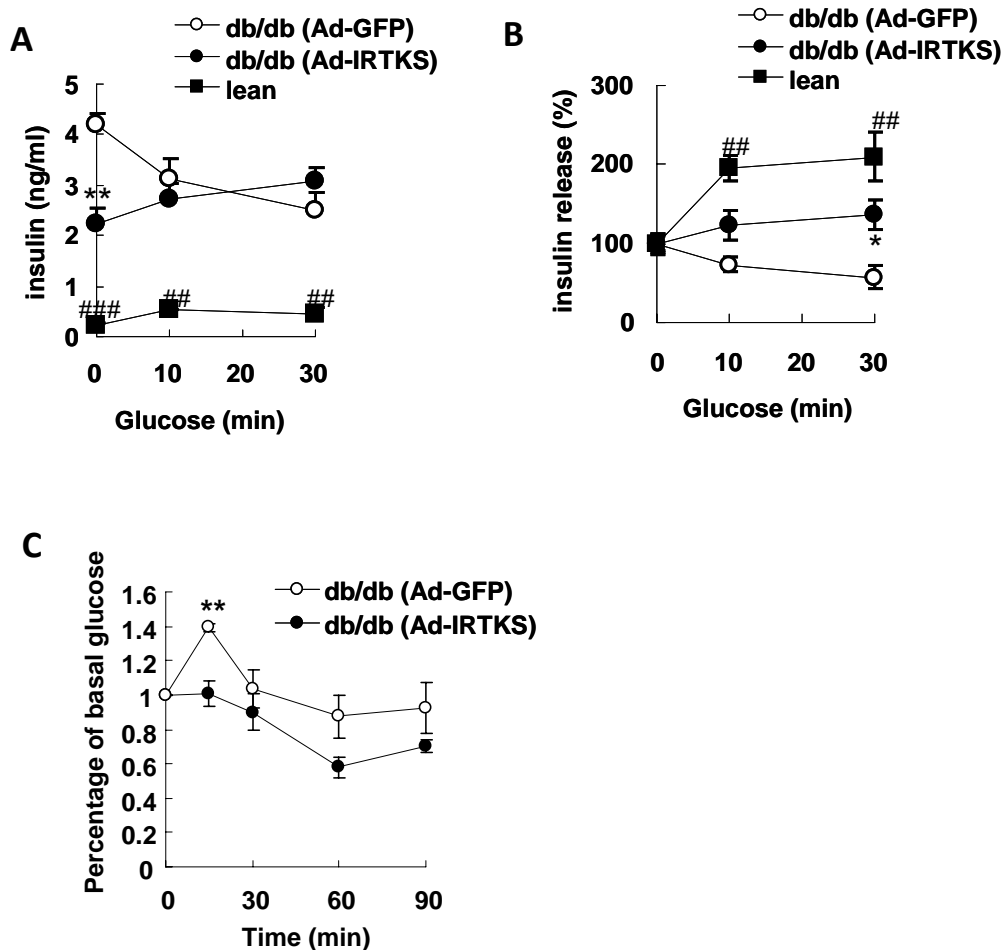 A
db/db (Ad-GFP)
db/db (Ad-IRTKS)
lean
insulin (ng/ml)
5
4
3
2
1
0
**
###
##
##
0 10 20 30
Glucose (min)
B
db/db (Ad-GFP)
db/db (Ad-IRTKS)
lean
insulin release (%)
300
200
100
0
##
##
*
0 10 20 30
Glucose (min)
C
db/db (Ad-GFP)
db/db (Ad-IRTKS)
Percentage of basal glucose
1.6
1.4
1.2
1
0.8
0.6
0.4
0.2
0
**
0 30 60 90
Time (min)